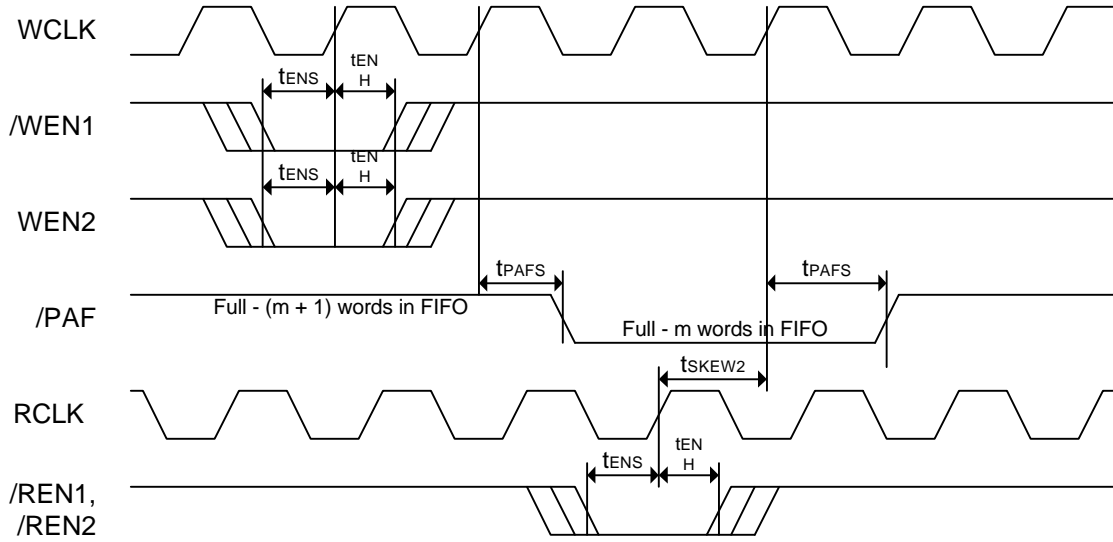 WCLK
tENS
tEN
H
/WEN1
tENS
tEN
H
WEN2
tPAFS
tPAFS
/PAF
Full - (m + 1) words in FIFO
Full - m words in FIFO
tSKEW2
RCLK
tENS
tEN
H
/REN1,
/REN2